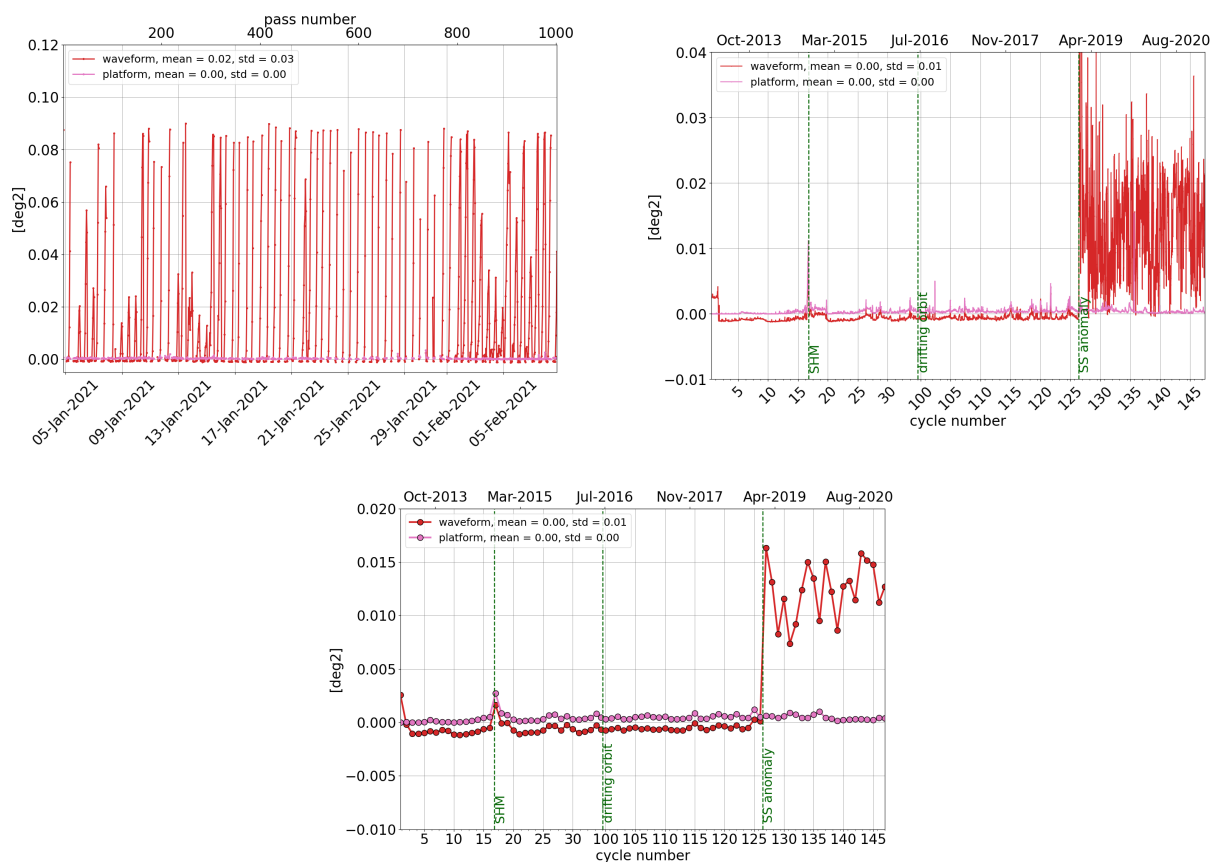 pass number
200 400 600 800 1000
0.12
0.10
0.08
0.06
0.04
0.02
0.00
[deg2]
waveform, mean = 0.02, std = 0.03
platform, mean = 0.00, std = 0.00
05-Jan-2021 09-Jan-2021 13-Jan-2021 17-Jan-2021 21-Jan-2021 25-Jan-2021 29-Jan-2021 01-Feb-2021 05-Feb-2021
Oct-2013 Mar-2015 Jul-2016 Nov-2017 Apr-2019 Aug-2020
0.04
0.03
0.02
0.01
0.00
−0.01
[deg2]
waveform, mean = 0.00, std = 0.01
platform, mean = 0.00, std = 0.00
SHM
drifting orbit
SS anomaly
5 10 15 20 25 30 100 105 110 115 120 125 130 135 140 145
cycle number
Oct-2013 Mar-2015 Jul-2016 Nov-2017 Apr-2019 Aug-2020
0.020
0.015
0.010
0.005
0.000
−0.005
−0.010
[deg2]
waveform, mean = 0.00, std = 0.01
platform, mean = 0.00, std = 0.00
SHM
drifting orbit
SS anomaly
5 10 15 20 25 30 100 105 110 115 120 125 130 135 140 145
cycle number